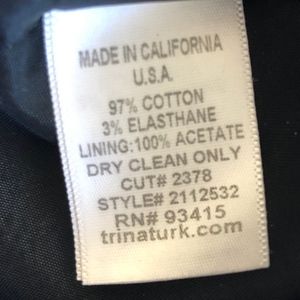 MADE IN CALIFORNIA
U.S.A.
97% COTTON
3% ELASTHANE
LINING:100% ACETATE
DRY CLEAN ONLY
CUT# 2378
STYLE# 2112532
RN# 93415
trinaturk.com